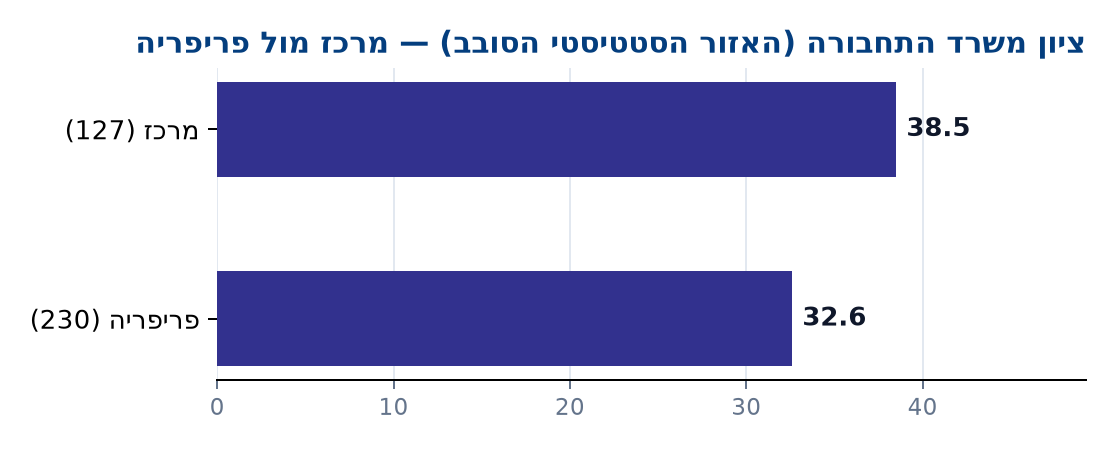 ציון משרד התחבורה (האזור הסטטיסטי הסובב) — מרכז מול פריפריה
מרכז (127)
38.5
פריפריה (230)
32.6
0 10 20 30 40